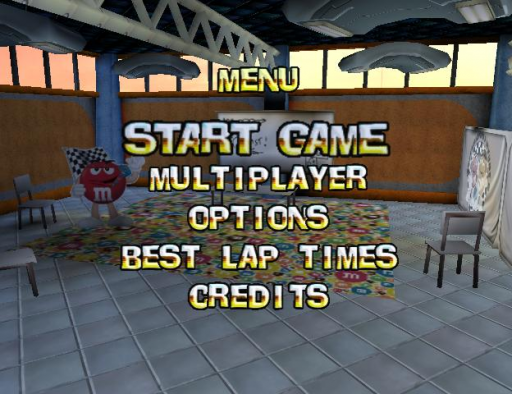 MENU
START GAME
MULTIPLAYER
OPTIONS
BEST LAP TIMES
CREDITS
m